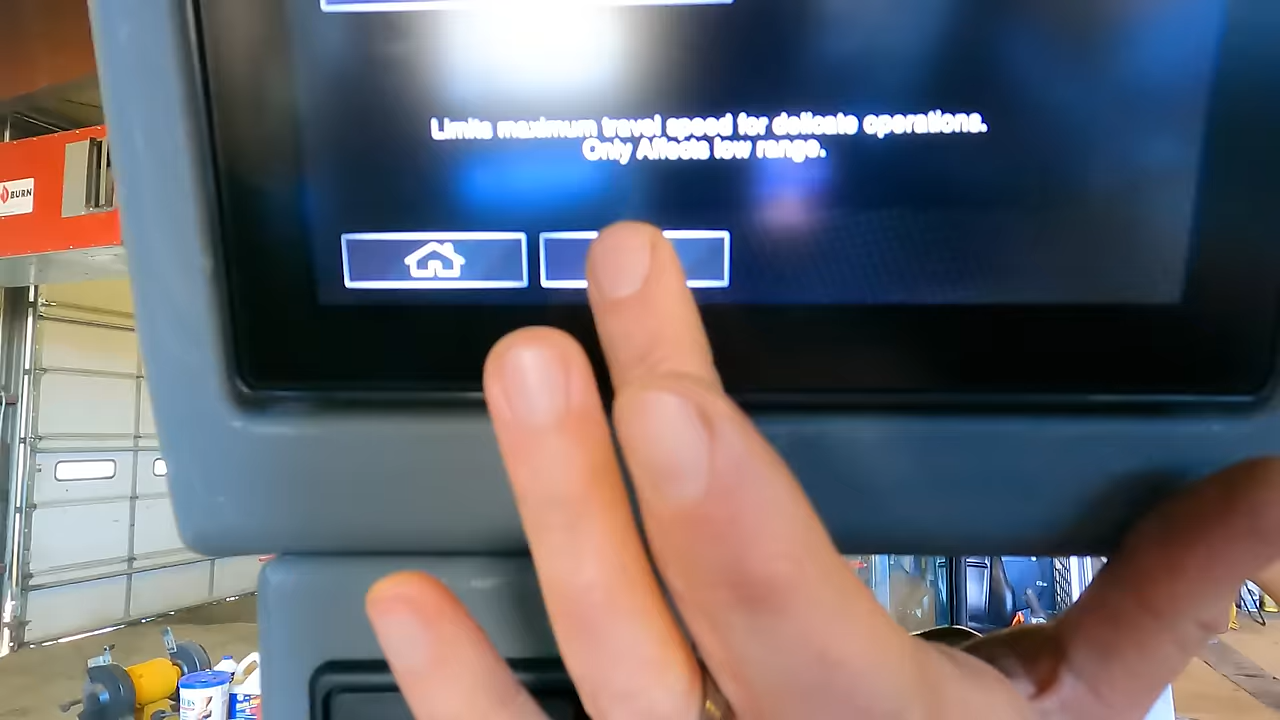 Limits maximum travel speed for delicate operations.
Only Affects low range.
BURN